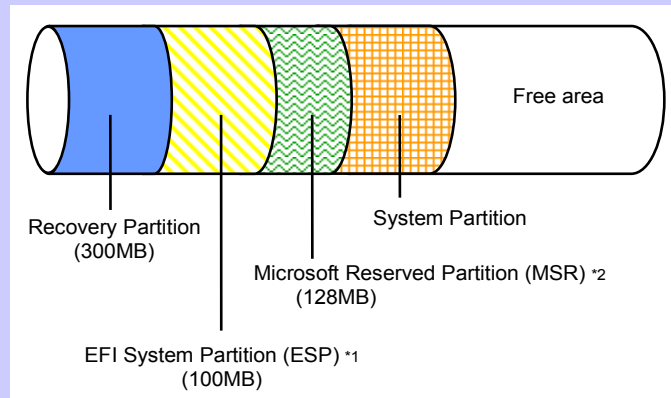 Free area
System Partition
Recovery Partition
(300MB)
Microsoft Reserved Partition (MSR) *2
(128MB)
EFI System Partition (ESP) *1
(100MB)